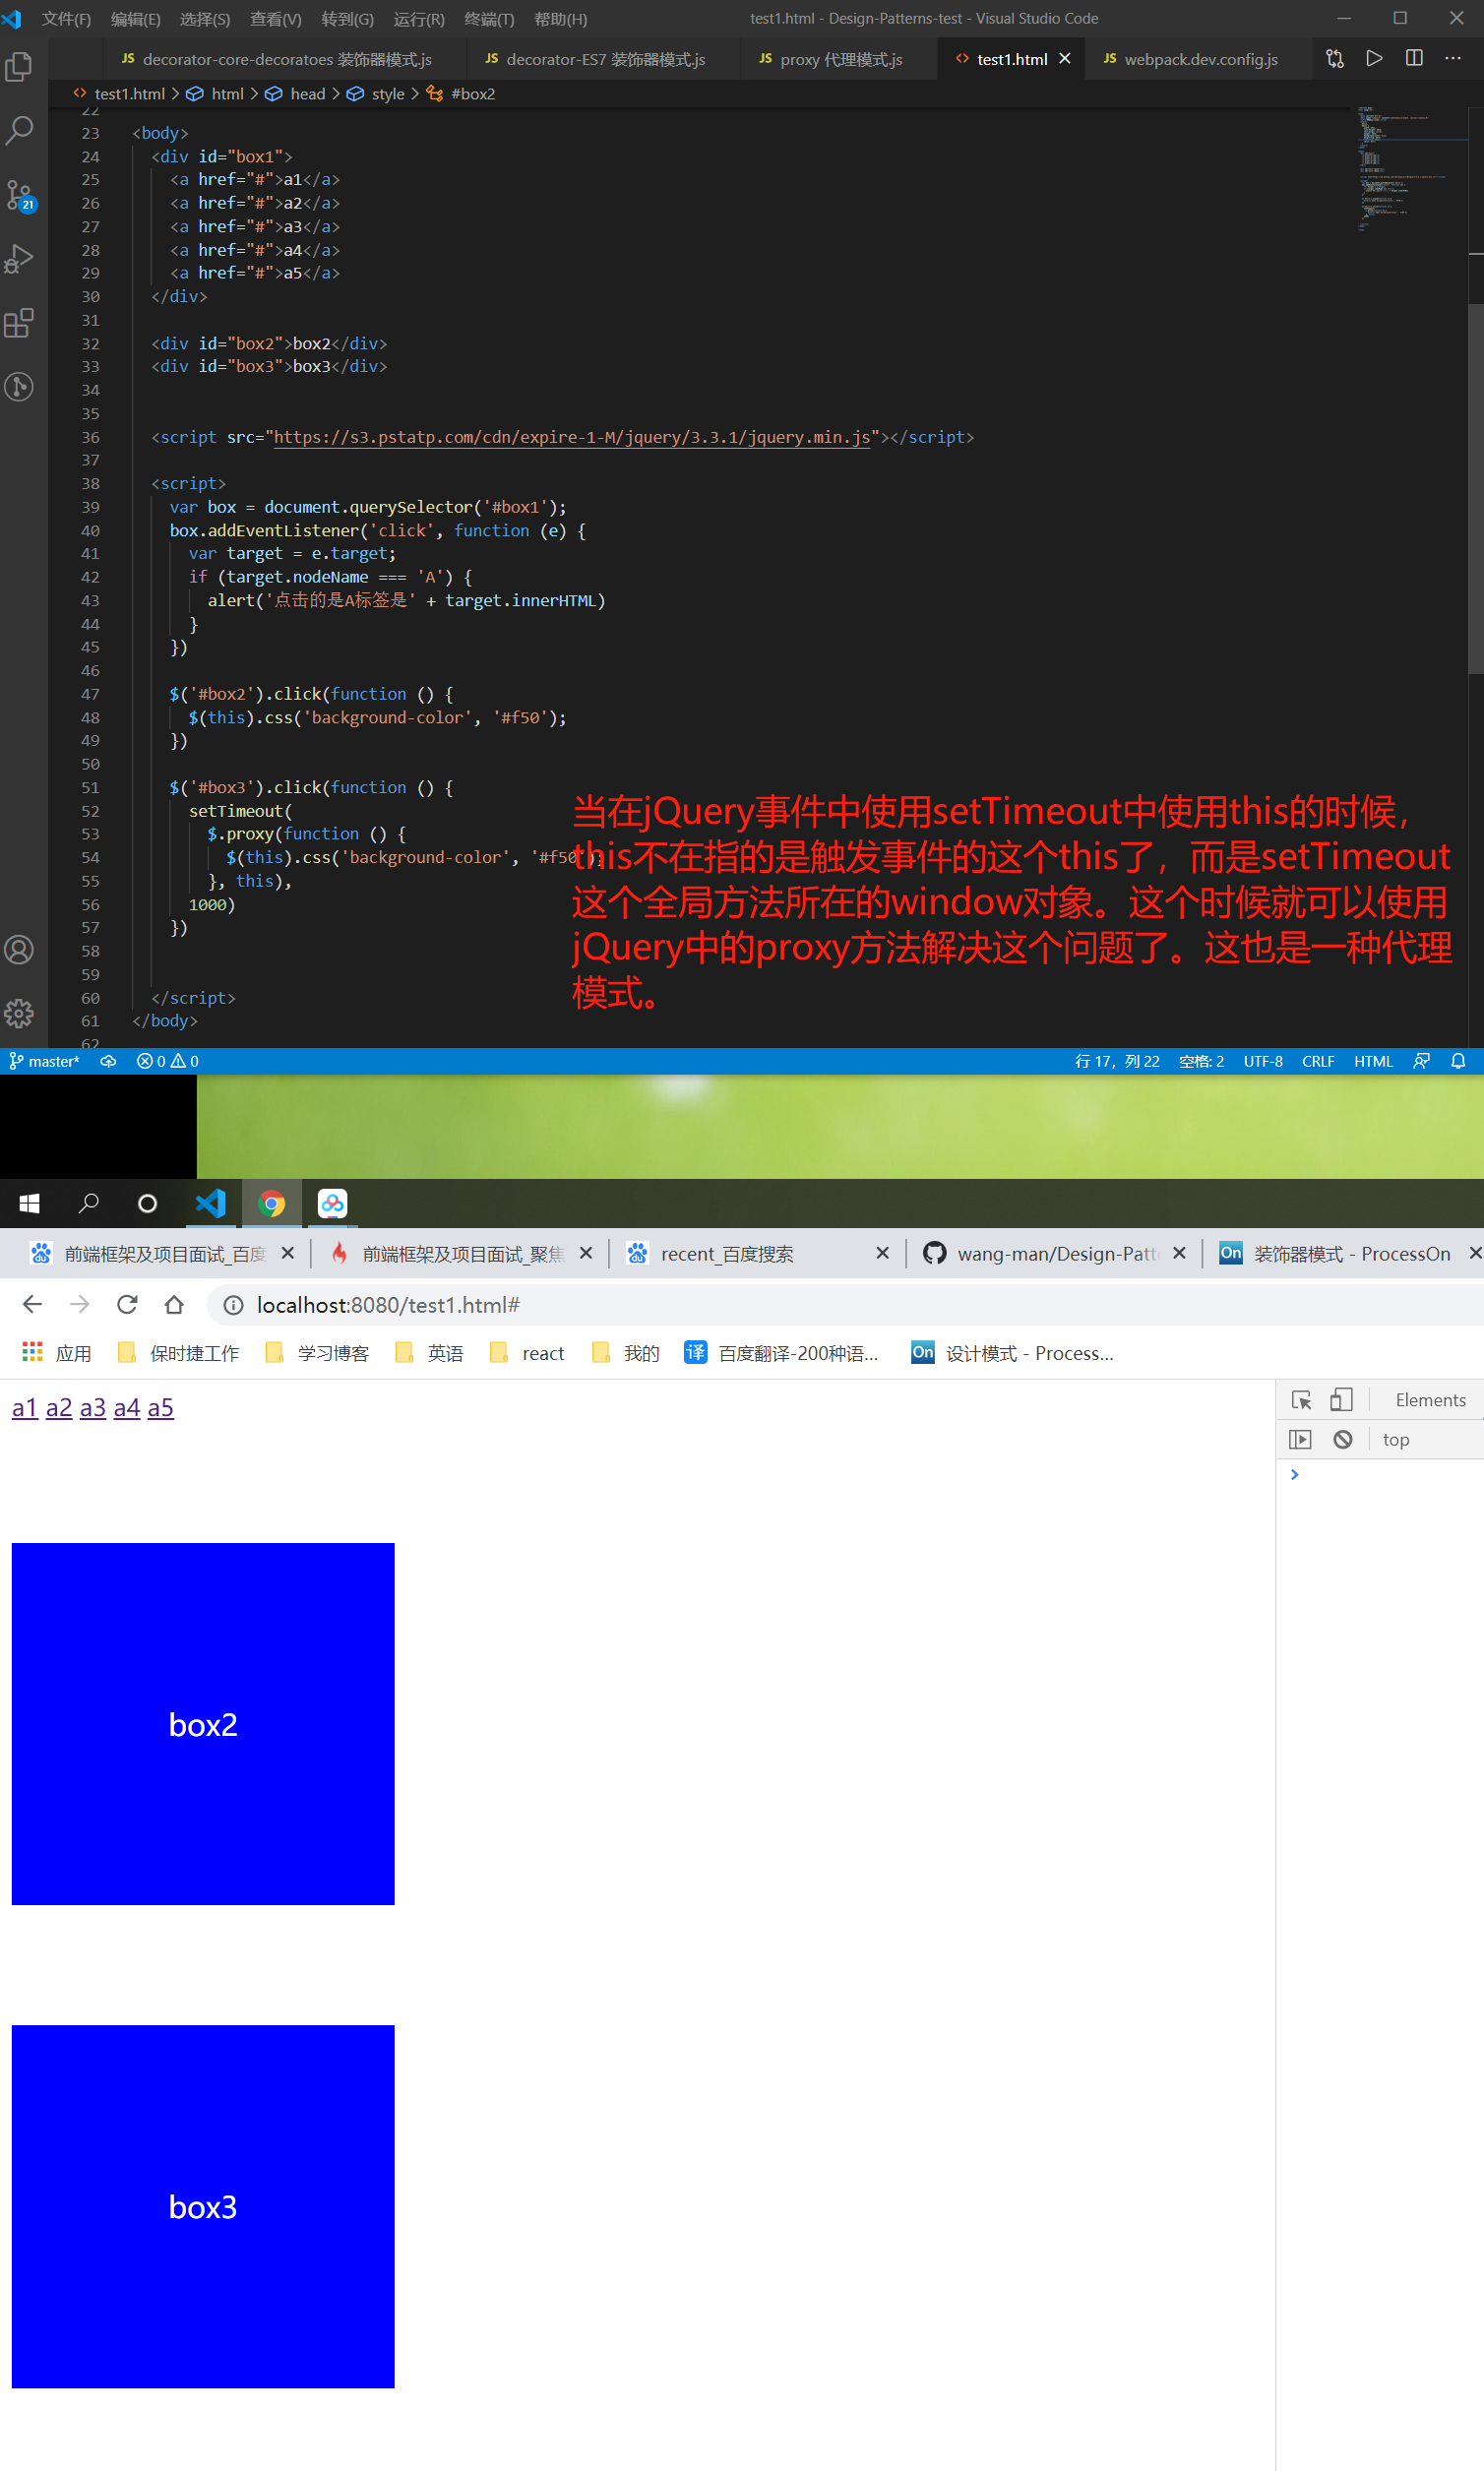 文件(F) 编辑(E) 选择(S) 查看(V) 转到(G) 运行(R) 终端(T) 帮助(H) test1.html - Design-Patterns-test - Visual Studio Code
JS decorator-core-decoratoes 装饰器模式.js JS decorator-ES7 装饰器模式.js JS proxy 代理模式.js <> test1.html JS webpack.dev.config.js
<> test1.html > html > head > style > #box2
22
23 <body>
24 <div id="box1">
25 <a href="#">a1</a>
26 <a href="#">a2</a>
27 <a href="#">a3</a>
28 <a href="#">a4</a>
29 <a href="#">a5</a>
30 </div>
31
32 <div id="box2">box2</div>
33 <div id="box3">box3</div>
34
35
36 <script src="https://s3.pstatp.com/cdn/expire-1-M/jquery/3.3.1/jquery.min.js"></script>
37
38 <script>
39 var box = document.querySelector('#box1');
40 box.addEventListener('click', function (e) {
41 var target = e.target;
42 if (target.nodeName === 'A') {
43 alert('点击的是A标签是' + target.innerHTML)
44 }
45 })
46
47 $('#box2').click(function () {
48 $(this).css('background-color', '#f50');
49 })
50
51 $('#box3').click(function () {
52 setTimeout(
53 $.proxy(function () {
54 $(this).css('background-color', '#f50');
55 }, this),
56 1000)
57 })
58
59
60 </script>
61 </body>
62
当在jQuery事件中使用setTimeout中使用this的时候，
this不在指的是触发事件的这个this了，而是setTimeout
这个全局方法所在的window对象。这个时候就可以使用
jQuery中的proxy方法解决这个问题了。这也是一种代理
模式。
21
master* 0 0 行 17，列 22 空格: 2 UTF-8 CRLF HTML
前端框架及项目面试_百度 前端框架及项目面试_聚焦 recent_百度搜索 wang-man/Design-Patt On 装饰器模式 - ProcessOn
localhost:8080/test1.html#
应用 保时捷工作 学习博客 英语 react 我的 译 百度翻译-200种语... On 设计模式 - Process...
a1 a2 a3 a4 a5
Elements
top
box2
box3